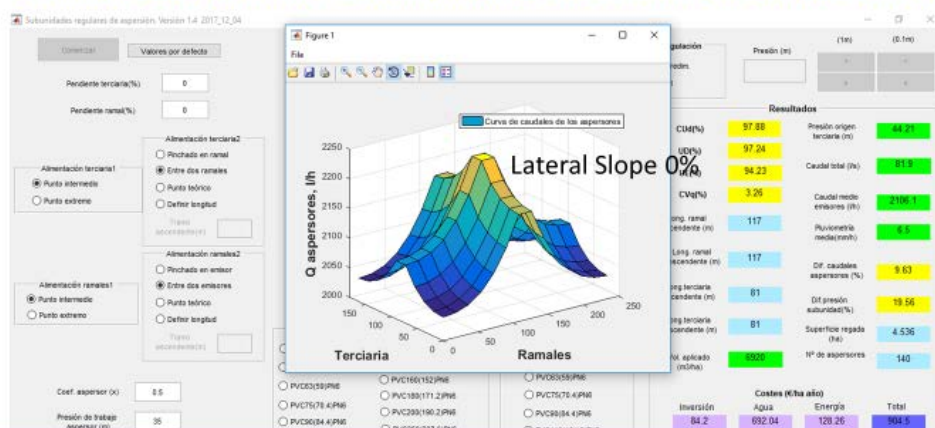 Subunidades regulares de aspersión. Versión 1.4 2017_12_04
Comenzar
Valores por defecto
Pendiente terciaria(%)
0
Pendiente ramal(%)
0
Alimentación terciaria1
Punto intermedio
Punto extremo
Alimentación terciaria2
Pinchado en ramal
Entre dos ramales
Punto teórico
Definir longitud
Tramo
ascendente(m)
Alimentación ramales1
Punto intermedio
Punto extremo
Alimentación ramales2
Pinchado en emisor
Entre dos emisores
Punto teórico
Definir longitud
Tramo
ascendente(m)
Coef. aspersor (x)
0.5
Presión de trabajo
aspersor (m)
35
Figure 1
File
Curva de caudales de los aspersores
Lateral Slope 0%
Q aspersores, l/h
2250
2200
2150
2100
2050
2000
150
100
50
0
0
50
100
150
200
250
Terciaria
Ramales
PVC63(59)PN6
PVC75(70.4)PN6
PVC90(84.4)PN6
PVC160(152)PN6
PVC180(171.2)PN6
PVC200(190.2)PN6
PVC75(70.4)PN6
PVC90(84.4)PN6
Presión (m)
(1m)
(0.1m)
Resultados
CUd(%)
97.88
UD(%)
97.24
94.23
CVq(%)
3.26
117
117
81
81
6920
(m3/ha)
Presión origen
terciaria (m)
44.21
Caudal total (l/s)
81.9
Caudal medio
emisores (l/h)
2106.1
Pluviometría
media(mm/h)
6.5
Dif. caudales
aspersores (%)
9.63
Dif.presión
subunidad(%)
19.56
Superficie regada
(ha)
4.536
Nº de aspersores
140
Costes (€/ha año)
Inversión
Agua
Energía
Total
84.2
692.04
128.26
904.5